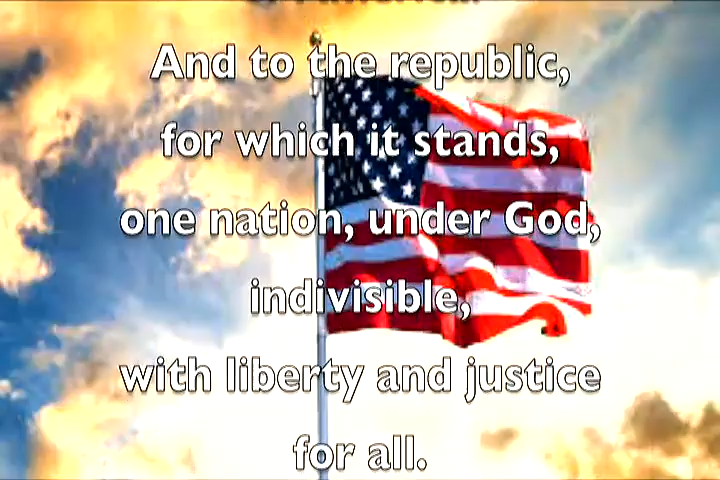 And to the republic,
for which it stands,
one nation, under God,
indivisible,
with liberty and justice
for all.